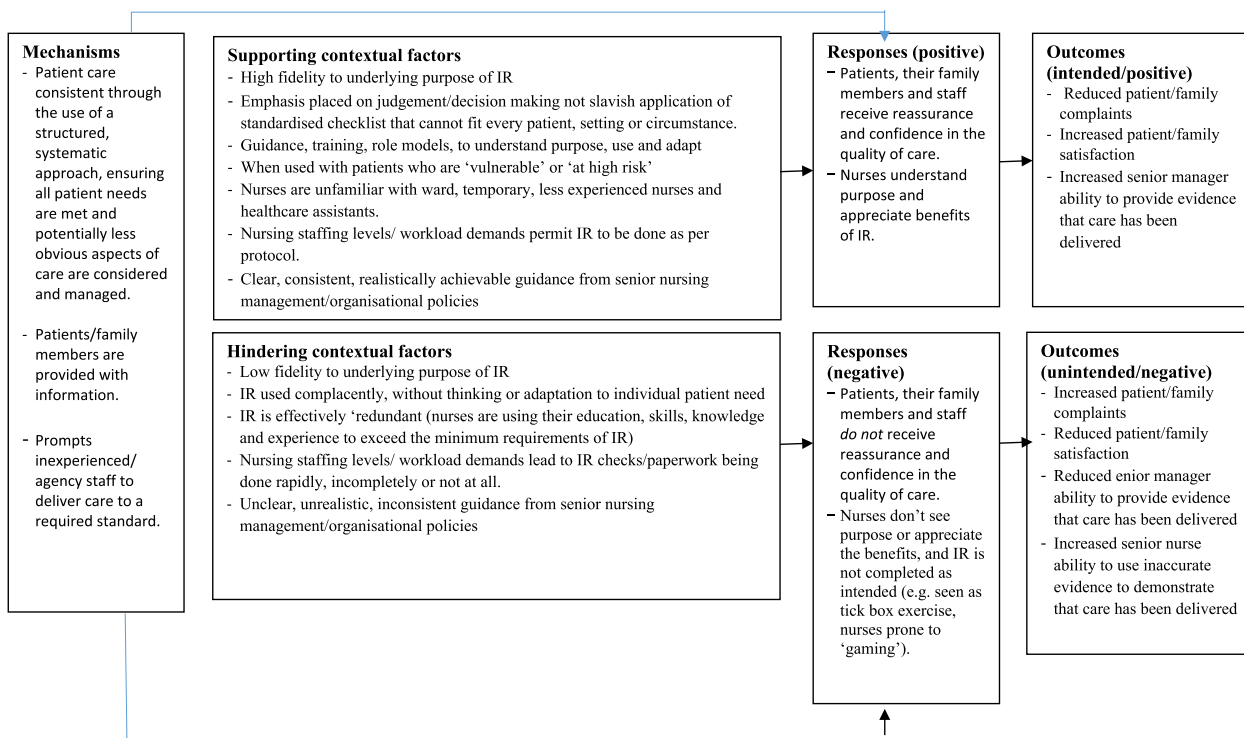 Mechanisms
- Patient care
consistent through
the use of a
structured,
systematic
approach, ensuring
all patient needs
are met and
potentially less
obvious aspects of
care are considered
and managed.
- Patients/family
members are
provided with
information.
- Prompts
inexperienced/
agency staff to
deliver care to a
required standard.
Supporting contextual factors
- High fidelity to underlying purpose of IR
- Emphasis placed on judgement/decision making not slavish application of
standardised checklist that cannot fit every patient, setting or circumstance.
- Guidance, training, role models, to understand purpose, use and adapt
- When used with patients who are ‘vulnerable’ or ‘at high risk’
- Nurses are unfamiliar with ward, temporary, less experienced nurses and
healthcare assistants.
- Nursing staffing levels/ workload demands permit IR to be done as per
protocol.
- Clear, consistent, realistically achievable guidance from senior nursing
management/organisational policies
Responses (positive)
– Patients, their family
members and staff
receive reassurance
and confidence in the
quality of care.
– Nurses understand
purpose and
appreciate benefits
of IR.
Outcomes
(intended/positive)
- Reduced patient/family
complaints
- Increased patient/family
satisfaction
- Increased senior manager
ability to provide evidence
that care has been
delivered
Hindering contextual factors
- Low fidelity to underlying purpose of IR
- IR used complacently, without thinking or adaptation to individual patient need
- IR is effectively ‘redundant (nurses are using their education, skills, knowledge
and experience to exceed the minimum requirements of IR)
- Nursing staffing levels/ workload demands lead to IR checks/paperwork being
done rapidly, incompletely or not at all.
- Unclear, unrealistic, inconsistent guidance from senior nursing
management/organisational policies
Responses
(negative)
– Patients, their family
members and staff
do not receive
reassurance and
confidence in the
quality of care.
– Nurses don’t see
purpose or appreciate
the benefits, and IR is
not completed as
intended (e.g. seen as
tick box exercise,
nurses prone to
‘gaming’).
Outcomes
(unintended/negative)
- Increased patient/family
complaints
- Reduced patient/family
satisfaction
- Reduced enior manager
ability to provide evidence
that care has been delivered
- Increased senior nurse
ability to use inaccurate
evidence to demonstrate
that care has been delivered